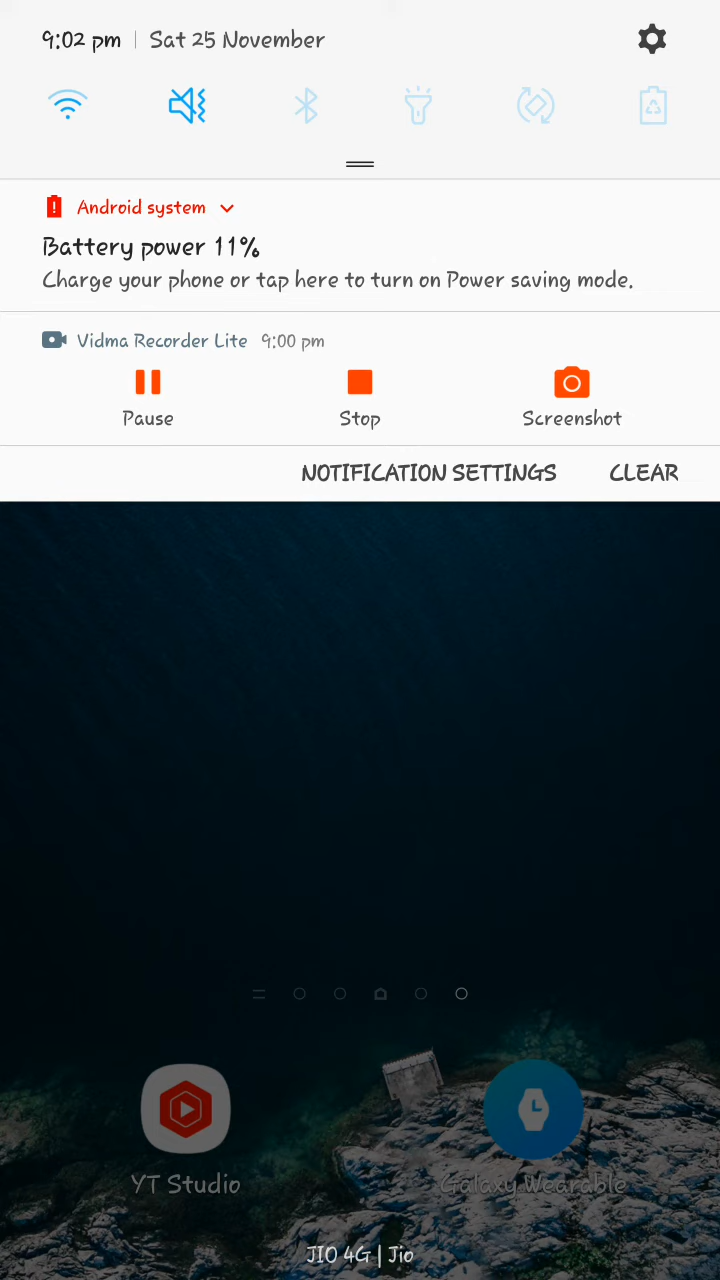 9:02 pm | Sat 25 November
Android system
Battery power 11%
Charge your phone or tap here to turn on Power saving mode.
Vidma Recorder Lite 9:00 pm
Pause Stop Screenshot
NOTIFICATION SETTINGS CLEAR
YT Studio Galaxy Wearable
JIO 4G | Jio